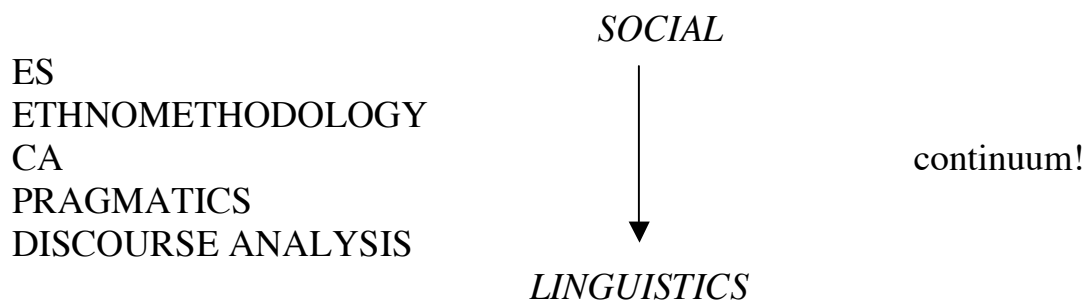 SOCIAL
ES
ETHNOMETHODOLOGY
CA
continuum!
PRAGMATICS
DISCOURSE ANALYSIS
LINGUISTICS